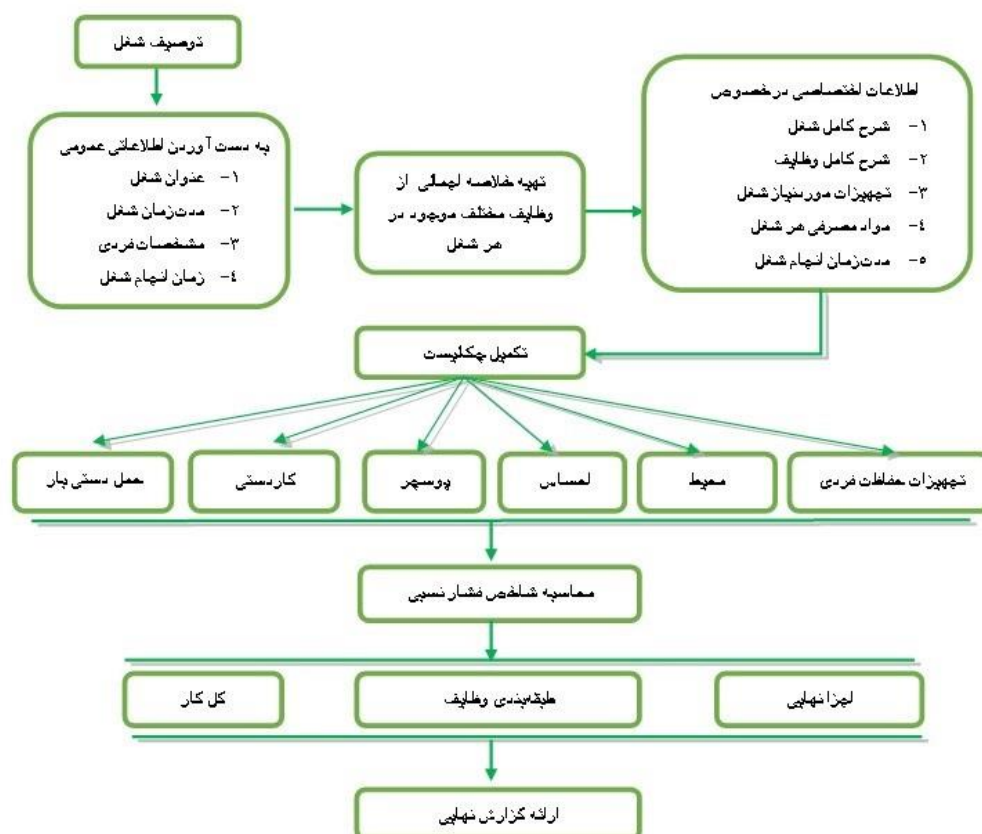 توصیف شغل
به دست آوردن اطلاعاتی عمومی
۱- عنوان شغل
۲- مدت‌زمان شغل
۳- مشخصات فردی
۴- زمان انجام شغل
تهیه خلاصه اجمالی از
وظایف مختلف موجود در
هر شغل
اطلاعات اختصاصی درخصوص
۱- شرح کامل شغل
۲- شرح کامل وظایف
۳- تجهیزات موردنیاز شغل
۴- مواد مصرفی هر شغل
۵- مدت‌زمان انجام شغل
تکمیل چکالیست
تجهیزات حفاظت فردی
محیط
احساس
پوسچر
کاردستی
حمل دستی بار
محاسبه شاخص فشار نسبی
اجزا نهایی
طبقه‌بندی وظایف
کل کار
ارائه گزارش نهایی